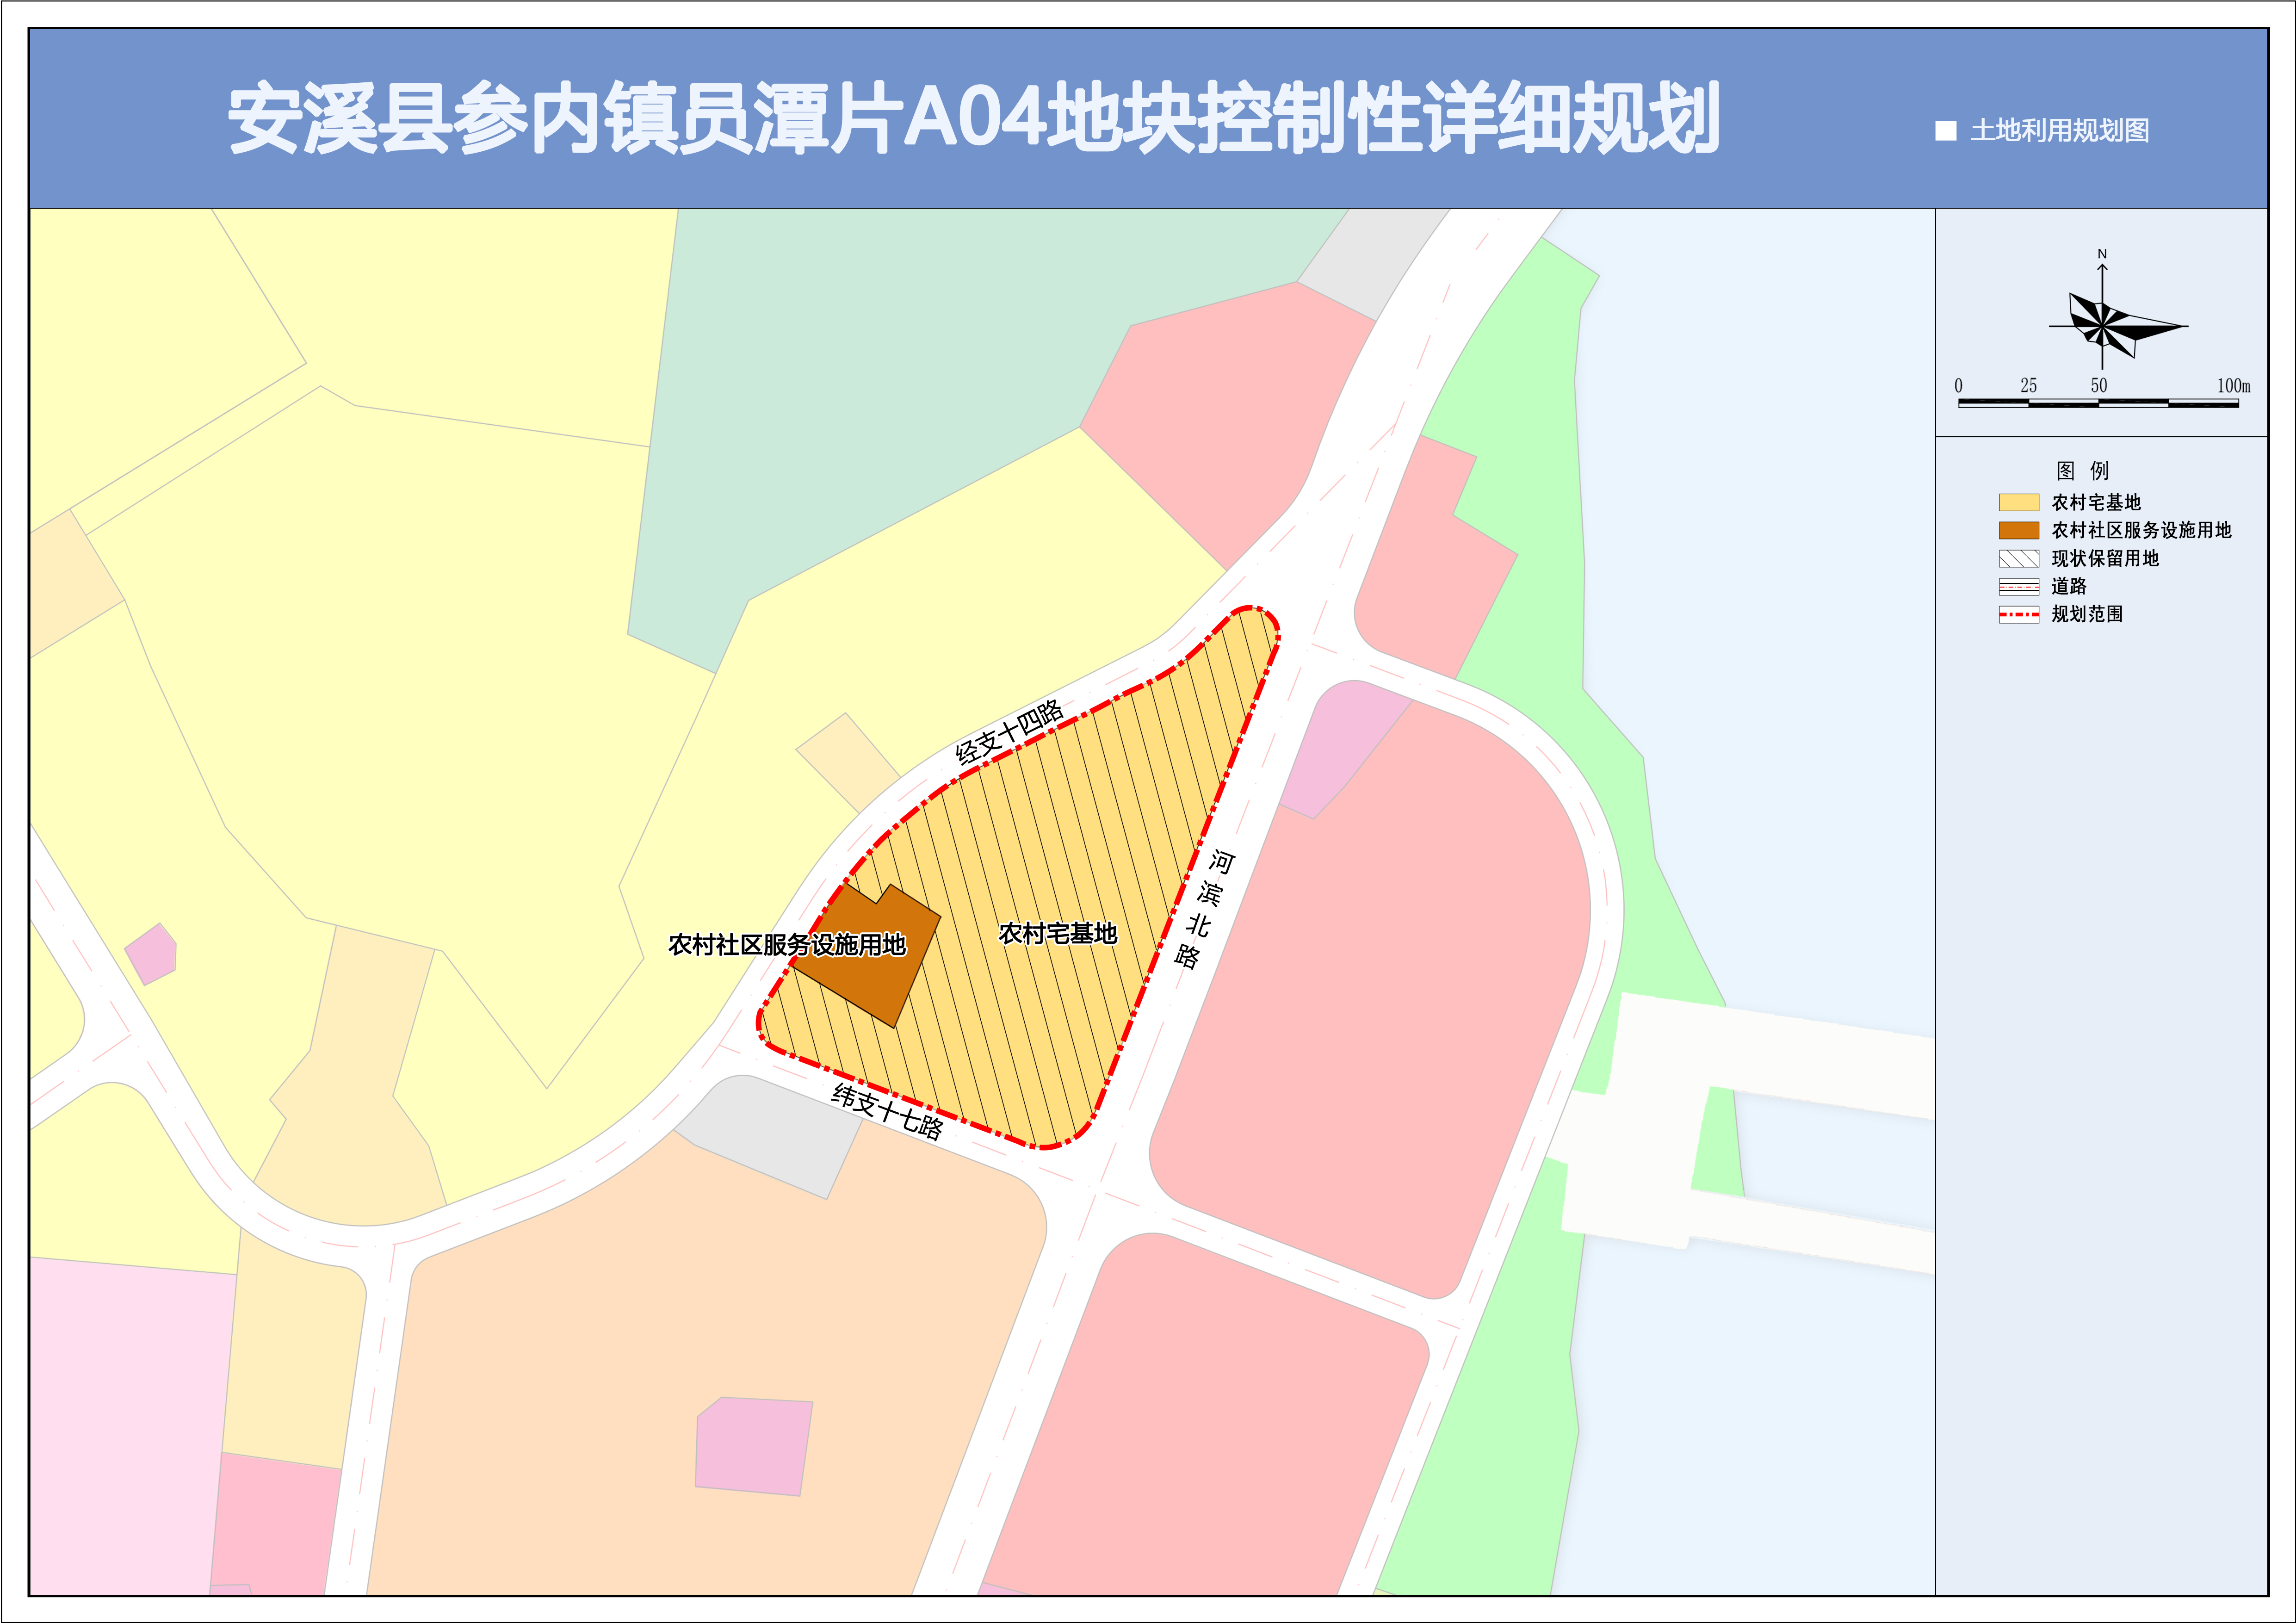 安溪县参内镇员潭片A04地块控制性详细规划
土地利用规划图
N
0 25 50 100m
图 例
农村宅基地
农村社区服务设施用地
现状保留用地
道路
规划范围
经支十四路
河滨北路
农村社区服务设施用地
农村宅基地
纬支十七路